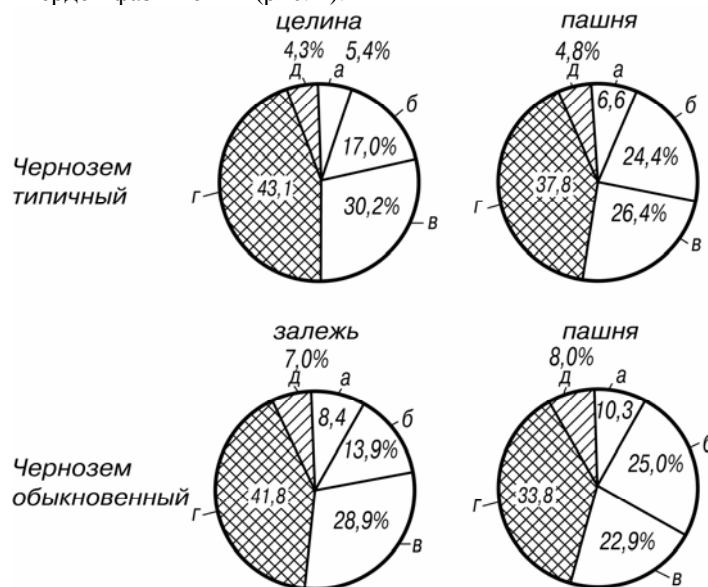 целина
пашня
4,3% 5,4%
4,8%
д а
д а
б
б
17,0%
6,6
24,4%
Чернозем
типичный
г
43,1
30,2%
в
г
37,8
26,4%
в
залежь
пашня
7,0%
8,0%
д а
д а
8,4
б
10,3
б
13,9%
25,0%
Чернозем
обыкновенный
г
41,8
28,9%
в
г
33,8
22,9%
в